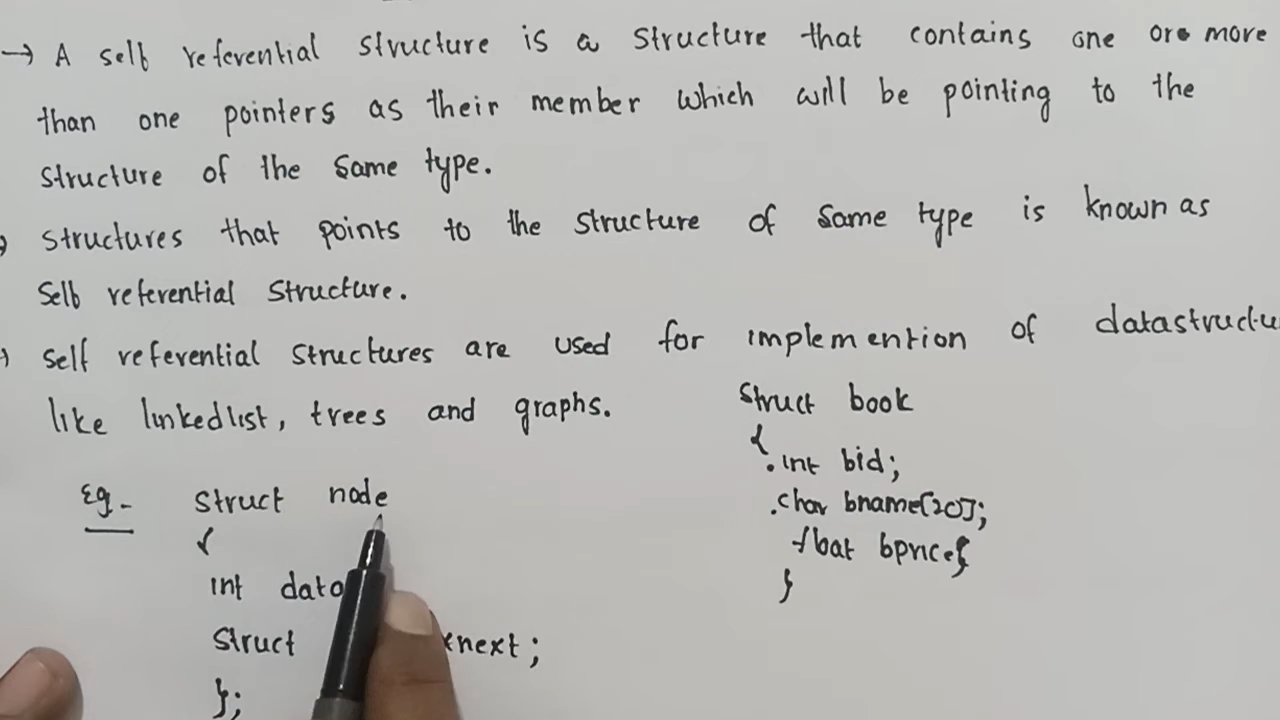 → A self referential structure is a structure that contains one or more
than one pointers as their member which will be pointing to the
structure of the same type.
structures that points to the structure of same type is known as
Self referential structure.
self referential structures are used for implemention of datastructu
like linkedlist, trees and graphs.
Eg- struct node
{
int data
struct *next;
};
struct book
{
int bid;
char bname[20];
float bprice;
}